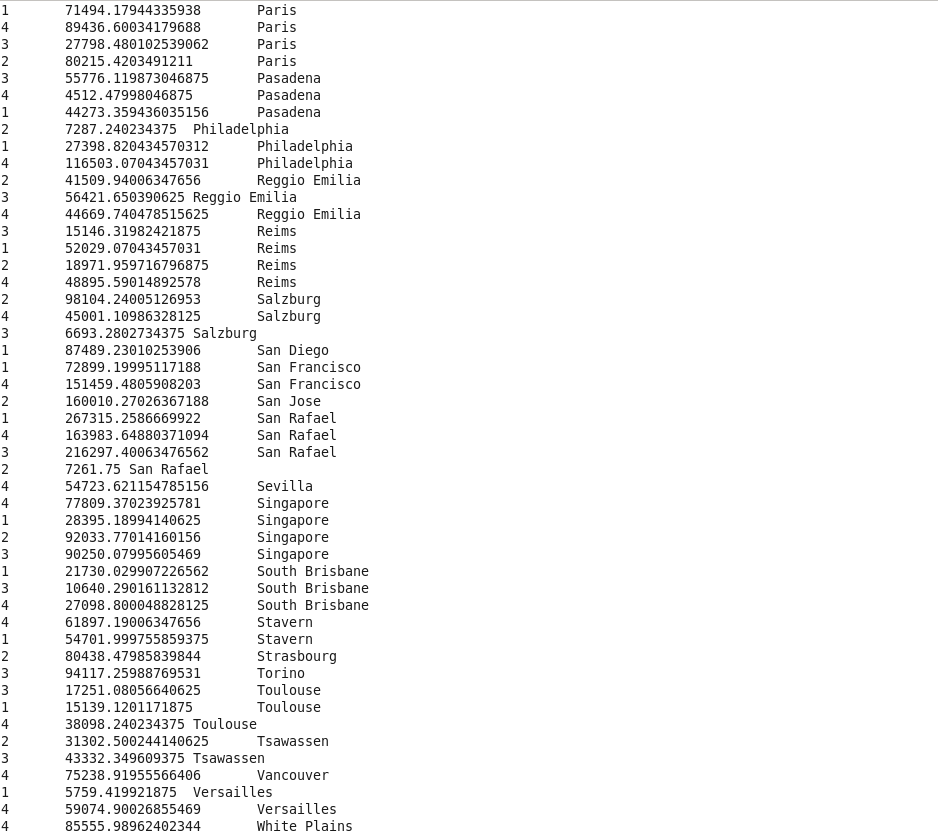 1	71494.17944335938	Paris
4	89436.60034179688	Paris
3	27798.480102539062	Paris
2	80215.4203491211	Paris
3	55776.119873046875	Pasadena
4	4512.47998046875	Pasadena
1	44273.359436035156	Pasadena
2	7287.240234375	Philadelphia
1	27398.820434570312	Philadelphia
4	116503.07043457031	Philadelphia
2	41509.94006347656	Reggio Emilia
3	56421.650390625	Reggio Emilia
4	44669.740478515625	Reggio Emilia
3	15146.31982421875	Reims
1	52029.07043457031	Reims
2	18971.959716796875	Reims
4	48895.59014892578	Reims
2	98104.24005126953	Salzburg
4	45001.10986328125	Salzburg
3	6693.2802734375	Salzburg
1	87489.23010253906	San Diego
1	72899.19995117188	San Francisco
4	151459.4805908203	San Francisco
2	160010.27026367188	San Jose
1	267315.2586669922	San Rafael
4	163983.64880371094	San Rafael
3	216297.40063476562	San Rafael
2	7261.75	San Rafael
4	54723.621154785156	Sevilla
4	77809.37023925781	Singapore
1	28395.18994140625	Singapore
2	92033.77014160156	Singapore
3	90250.07995605469	Singapore
1	21730.029907226562	South Brisbane
3	10640.290161132812	South Brisbane
4	27098.800048828125	South Brisbane
4	61897.19006347656	Stavern
1	54701.999755859375	Stavern
2	80438.47985839844	Strasbourg
3	94117.25988769531	Torino
3	17251.08056640625	Toulouse
1	15139.1201171875	Toulouse
4	38098.240234375	Toulouse
2	31302.500244140625	Tsawassen
3	43332.349609375	Tsawassen
4	75238.91955566406	Vancouver
1	5759.419921875	Versailles
4	59074.90026855469	Versailles
4	85555.98962402344	White Plains